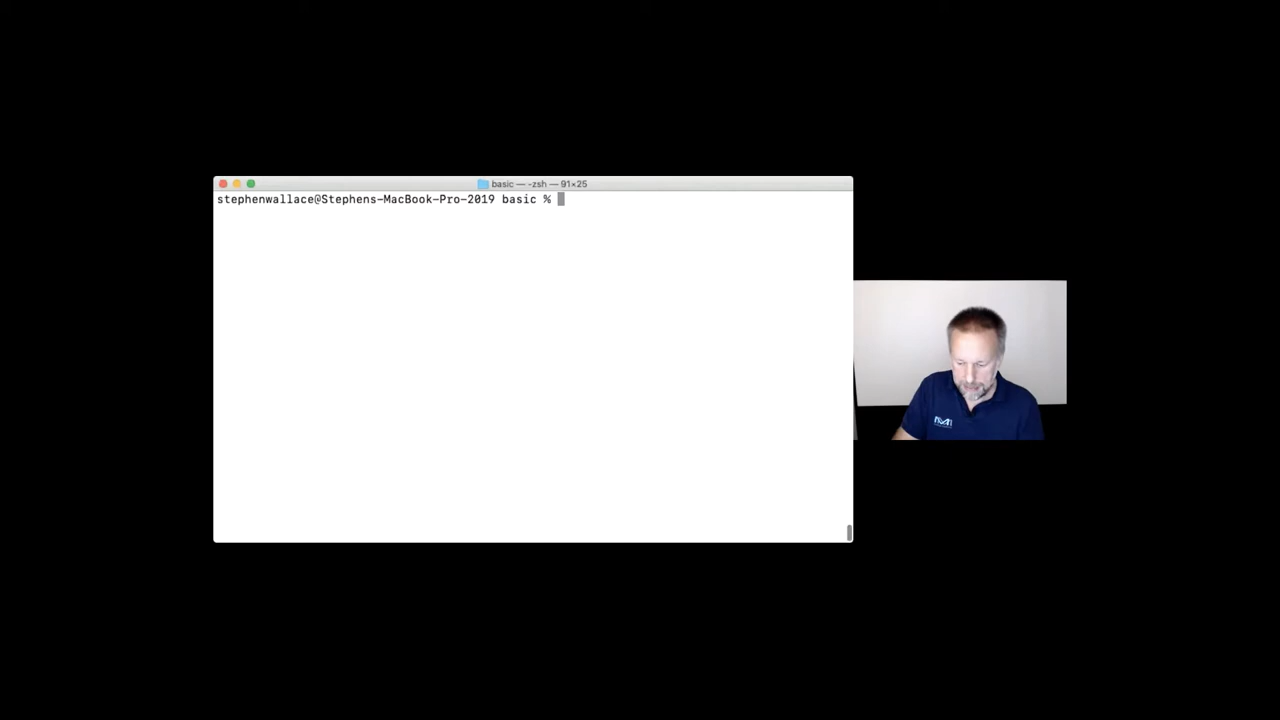 basic — -zsh — 91×25
stephenwallace@Stephens-MacBook-Pro-2019 basic %